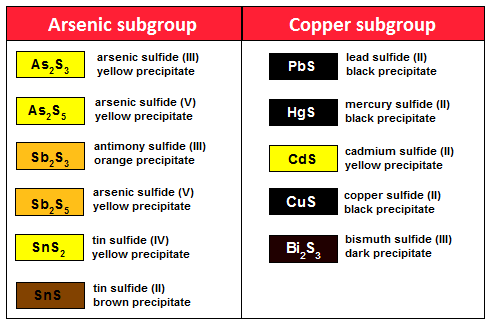 Arsenic subgroup
As2S3
arsenic sulfide (III)
yellow precipitate
As2S5
arsenic sulfide (V)
yellow precipitate
Sb2S3
antimony sulfide (III)
orange precipitate
Sb2S5
arsenic sulfide (V)
yellow precipitate
SnS2
tin sulfide (IV)
yellow precipitate
SnS
tin sulfide (II)
brown precipitate
Copper subgroup
PbS
lead sulfide (II)
black precipitate
HgS
mercury sulfide (II)
black precipitate
CdS
cadmium sulfide (II)
yellow precipitate
CuS
copper sulfide (II)
black precipitate
Bi2S3
bismuth sulfide (III)
dark precipitate